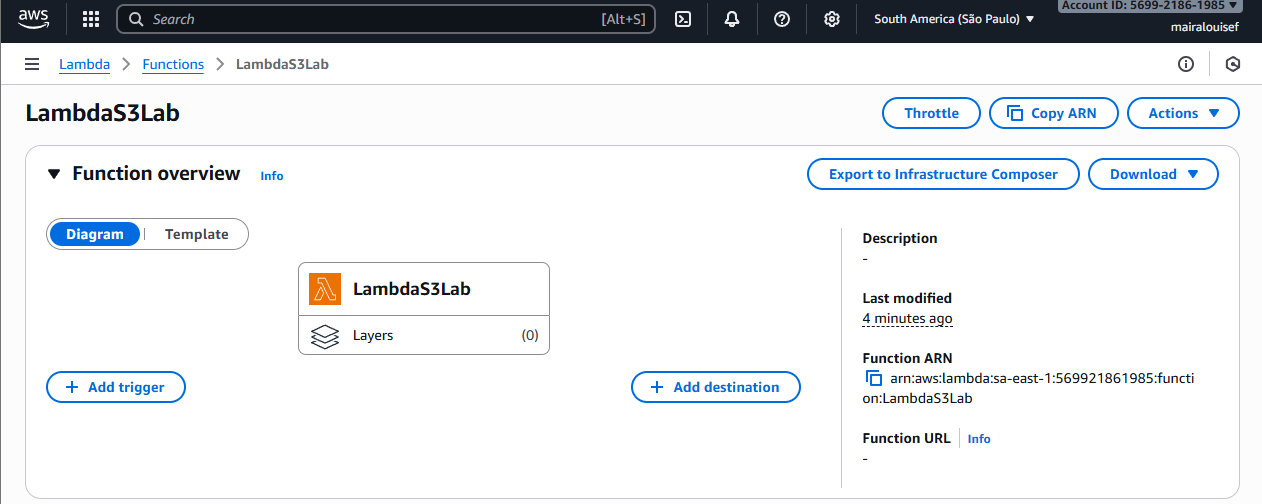 aws
Search [Alt+S]
South America (São Paulo)
Account ID: 5699-2186-1985
mairalouisef
Lambda > Functions > LambdaS3Lab
LambdaS3Lab
Throttle
Copy ARN
Actions
Function overview
Info
Export to Infrastructure Composer
Download
Diagram
Template
LambdaS3Lab
Layers (0)
+ Add trigger
+ Add destination
Description
-
Last modified
4 minutes ago
Function ARN
arn:aws:lambda:sa-east-1:569921861985:functi
on:LambdaS3Lab
Function URL
Info
-